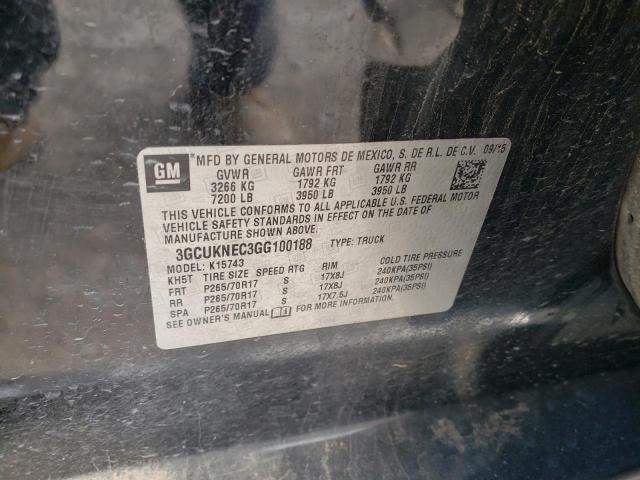 GM
*MFD BY GENERAL MOTORS DE MEXICO, S. DE R.L. DE C.V. 09/15
GVWR GAWR FRT GAWR RR
3266 KG 1792 KG 1792 KG
7200 LB 3950 LB 3950 LB
THIS VEHICLE CONFORMS TO ALL APPLICABLE U.S. FEDERAL MOTOR
VEHICLE SAFETY STANDARDS IN EFFECT ON THE DATE OF
MANUFACTURE SHOWN ABOVE.
3GCUKNEC3GG100188 TYPE: TRUCK
MODEL: K15743
KH5T TIRE SIZE SPEED RTG RIM COLD TIRE PRESSURE
FRT P265/70R17 S 17X8J 240KPA(35PSI)
RR P265/70R17 S 17X8J 240KPA(35PSI)
SPA P265/70R17 S 17X7.5J 240KPA(35PSI)
SEE OWNER'S MANUAL FOR MORE INFORMATION.